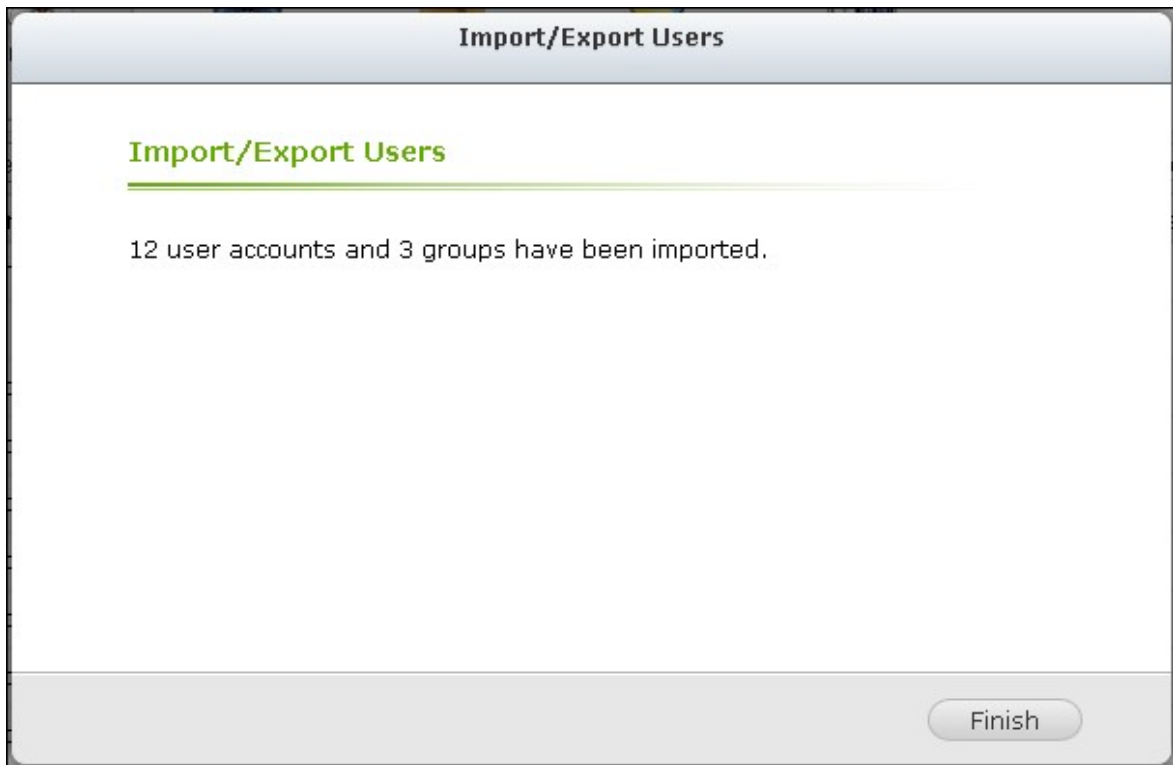 Import/Export Users
Import/Export Users
12 user accounts and 3 groups have been imported.
Finish